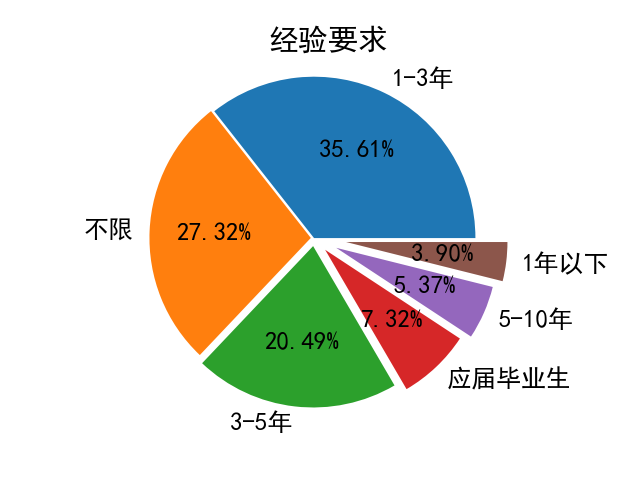 经验要求
1-3年
35.61%
不限
27.32%
3.90%
1年以下
5.37%
5-10年
7.32%
20.49%
应届毕业生
3-5年